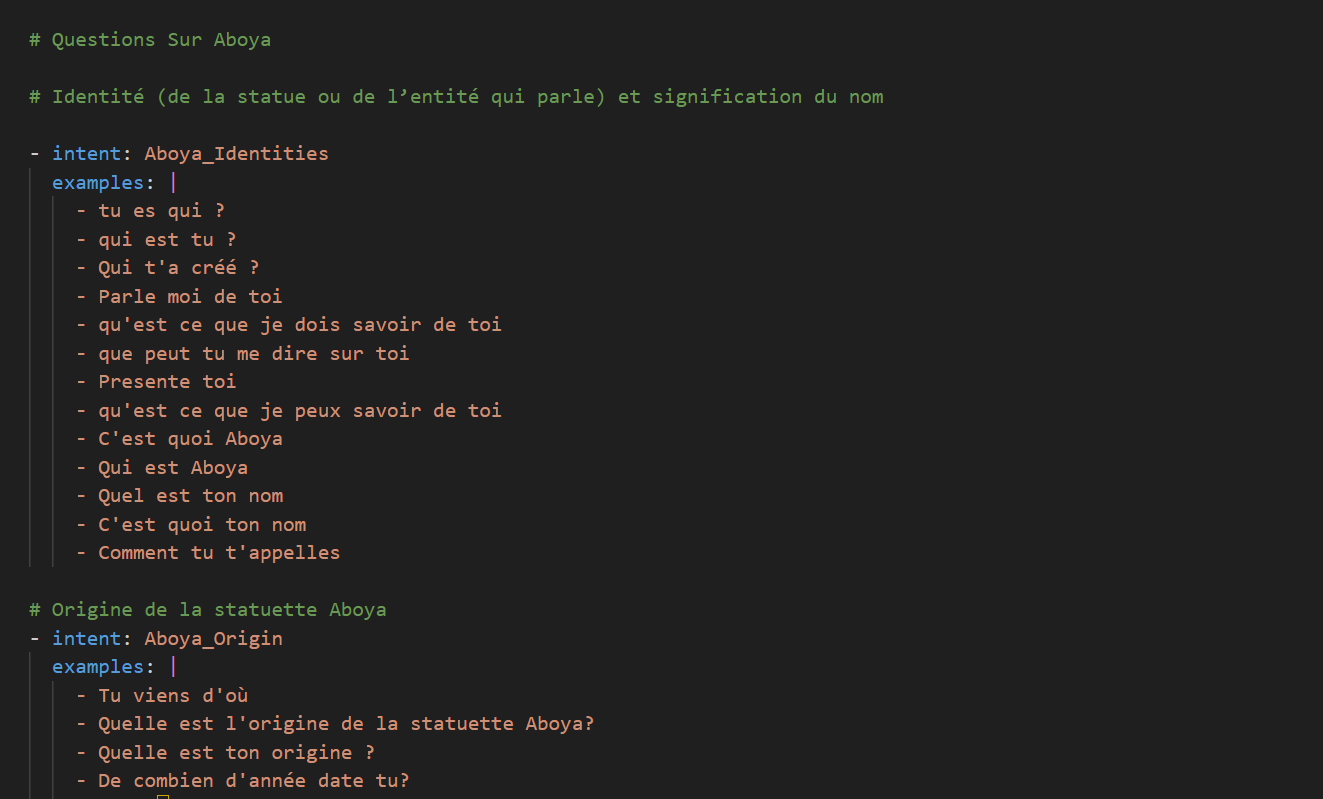 # Questions Sur Aboya
# Identité (de la statue ou de l’entité qui parle) et signification du nom
- intent: Aboya_Identities
examples: |
- tu es qui ?
- qui est tu ?
- Qui t'a créé ?
- Parle moi de toi
- qu'est ce que je dois savoir de toi
- que peut tu me dire sur toi
- Presente toi
- qu'est ce que je peux savoir de toi
- C'est quoi Aboya
- Qui est Aboya
- Quel est ton nom
- C'est quoi ton nom
- Comment tu t'appelles
# Origine de la statuette Aboya
- intent: Aboya_Origin
examples: |
- Tu viens d'où
- Quelle est l'origine de la statuette Aboya?
- Quelle est ton origine ?
- De combien d'année date tu?